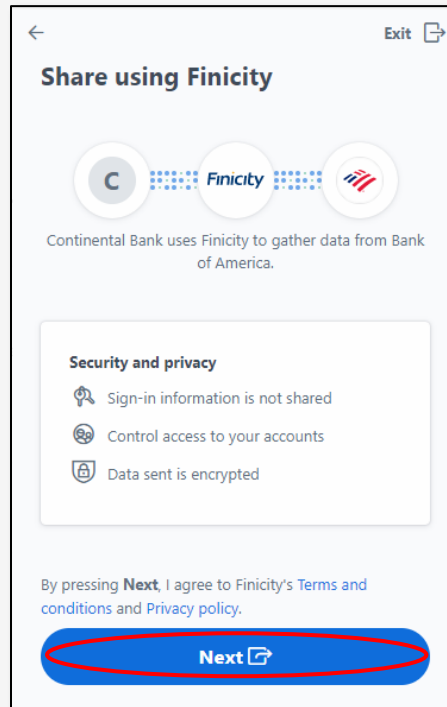 Exit
Share using Finicity
C
Finicity
Continental Bank uses Finicity to gather data from Bank
of America.
Security and privacy
Sign-in information is not shared
Control access to your accounts
Data sent is encrypted
By pressing Next, I agree to Finicity's Terms and
conditions and Privacy policy.
Next